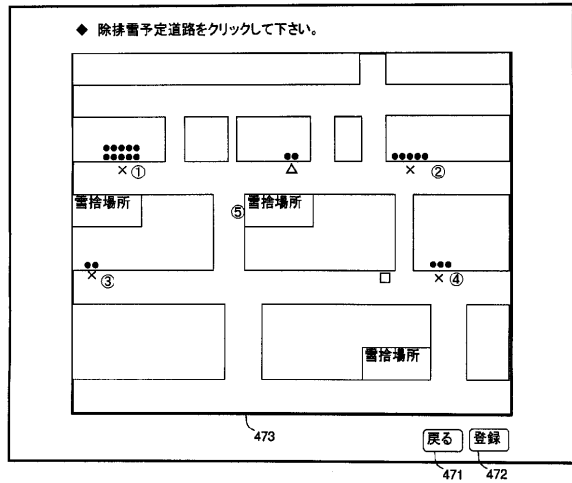 ◆ 除排雪予定道路をクリックして下さい。
×① △ ×②
雪捨場所 ⑤ 雪捨場所
×③ □ ×④
雪捨場所
473
戻る 登録
471 472